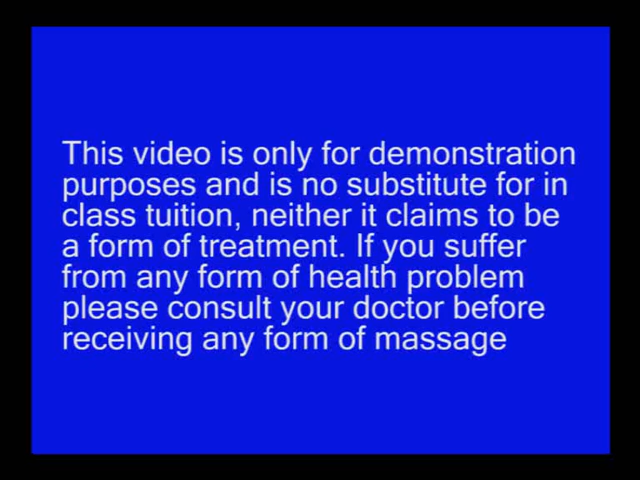 This video is only for demonstration
purposes and is no substitute for in
class tuition, neither it claims to be
a form of treatment. If you suffer
from any form of health problem
please consult your doctor before
receiving any form of massage